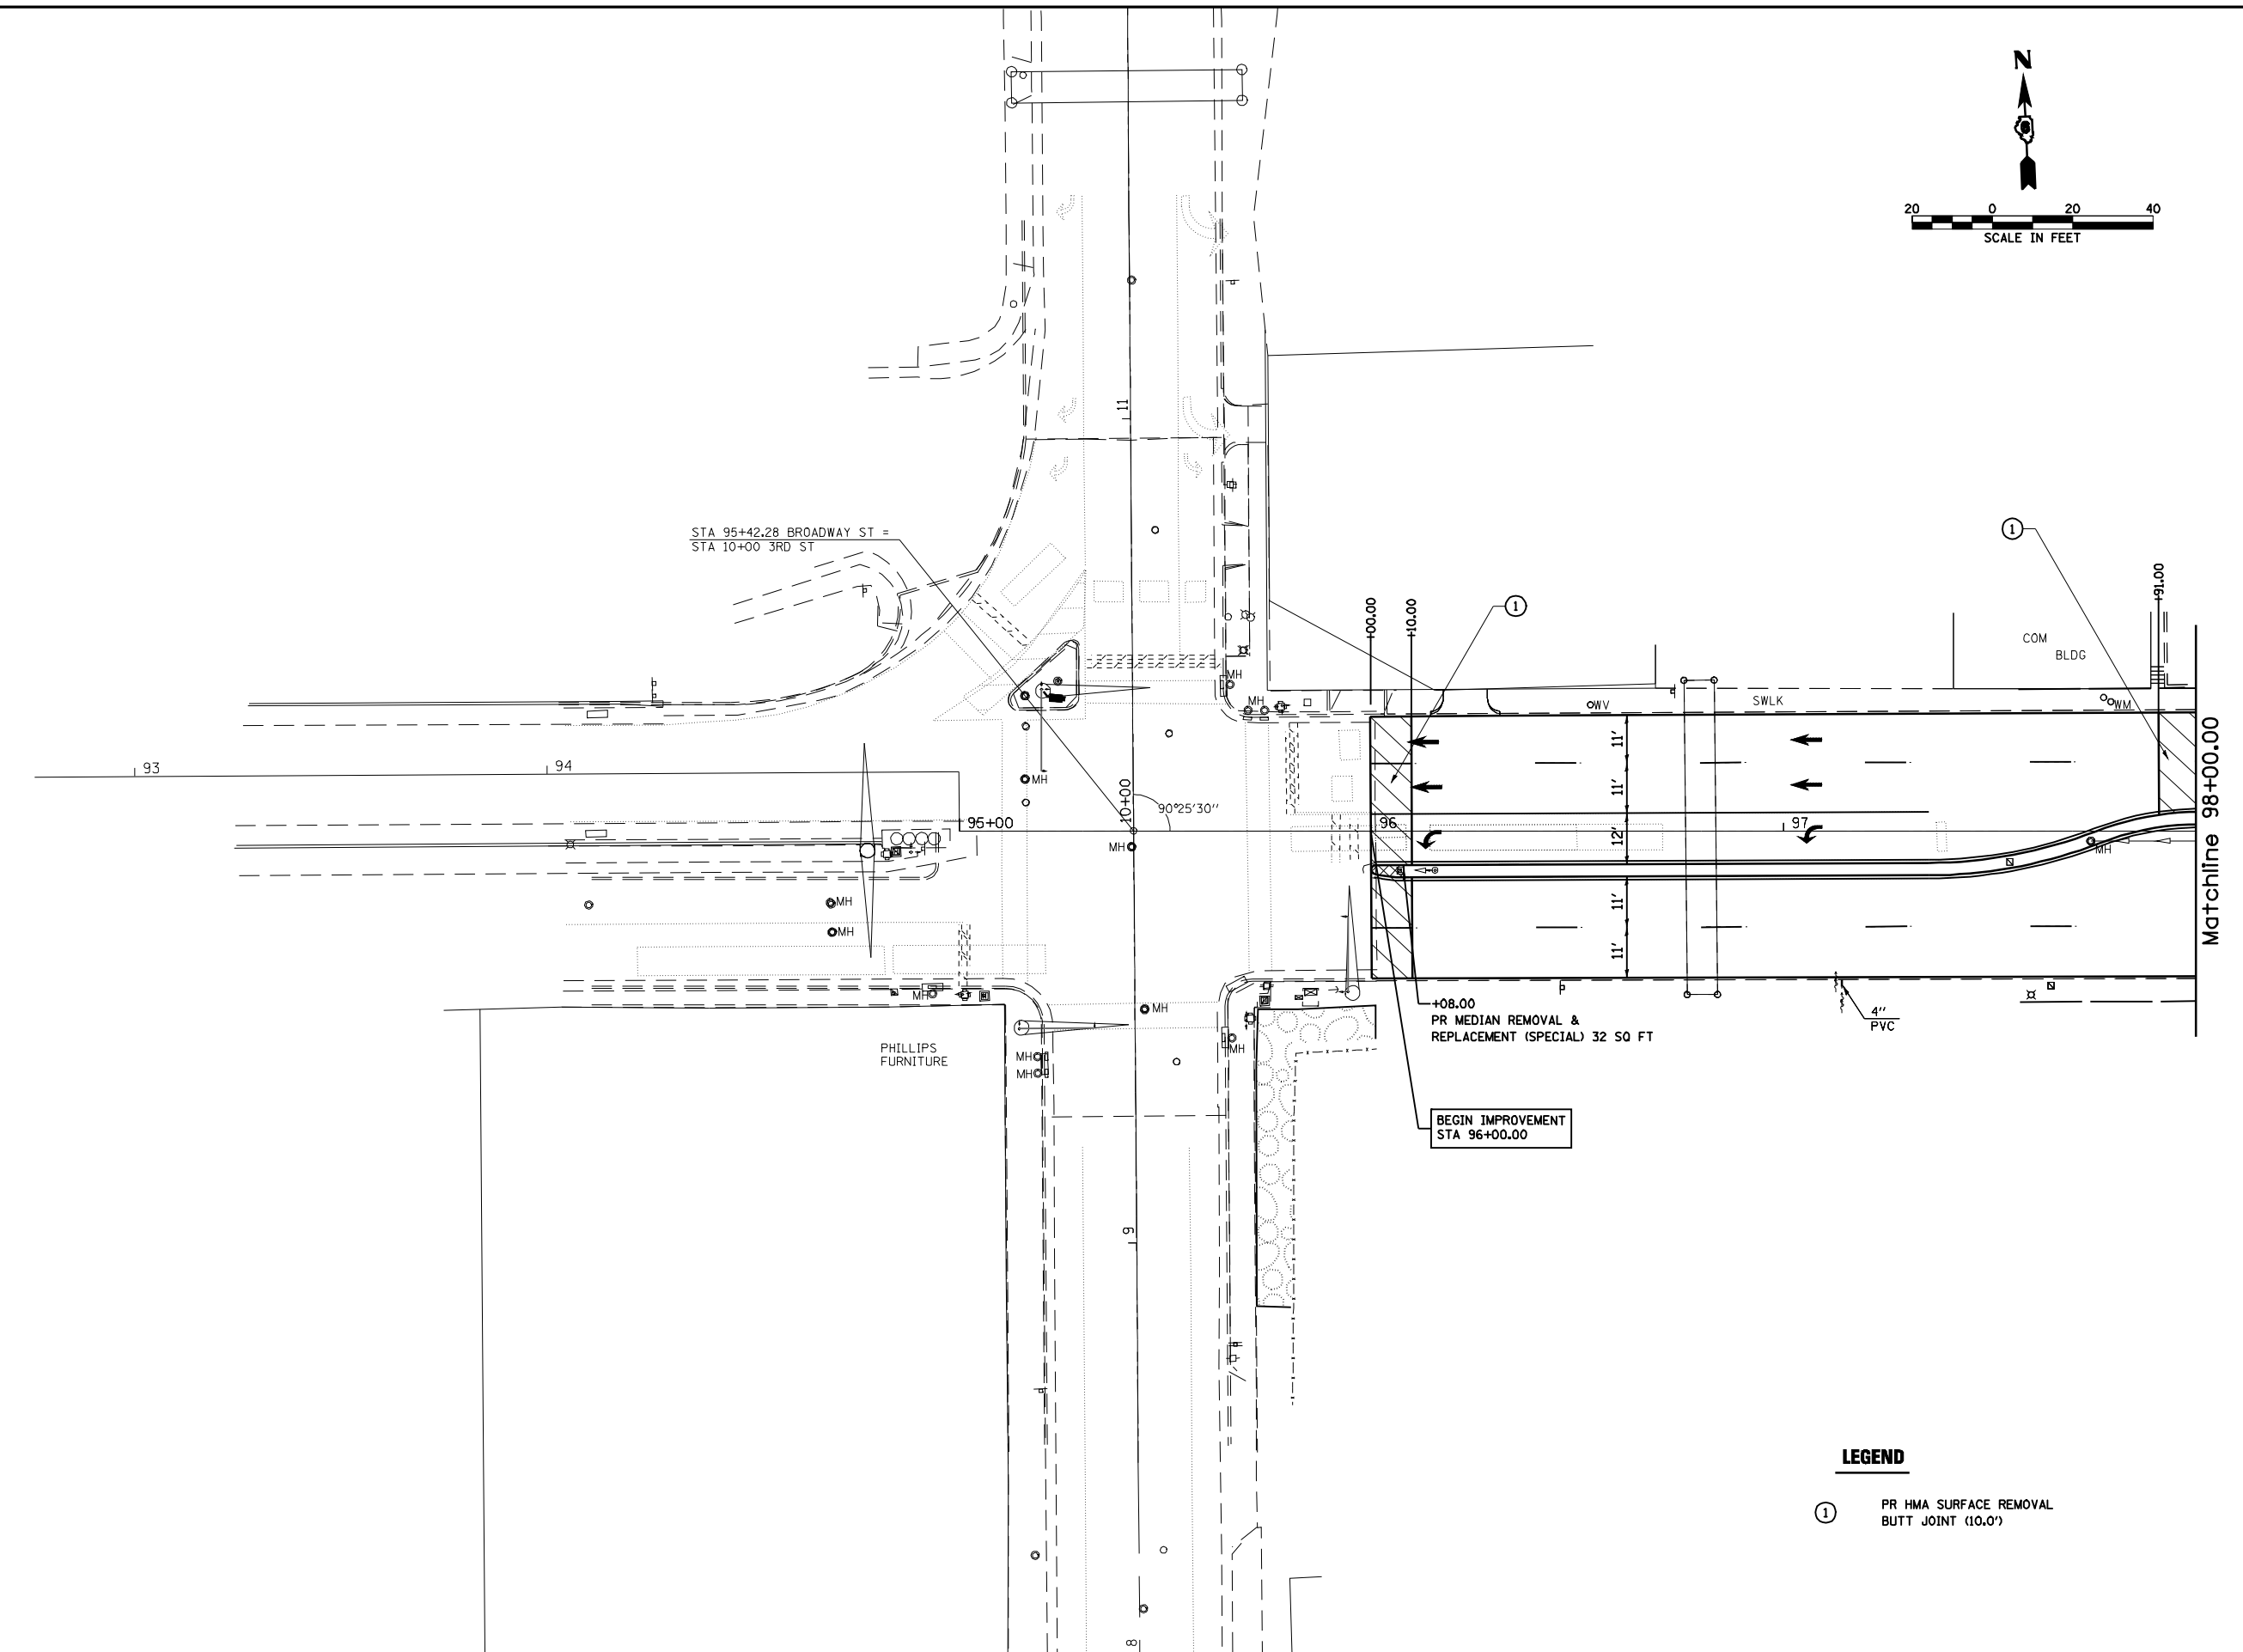 N
6
20 0 20 40
SCALE IN FEET
11
STA 95+42.28 BROADWAY ST =
STA 10+00 3RD ST
1
1
+00.00
10.00
+91.00
COM
BLDG
MH
MH
WV
SWLK
WM
93
94
MH
10+00
90°25'30''
95+00
96
97
11'
11'
12'
11'
11'
MH
MH
Matchline 98+00.00
MH
MH
MH
MH
MH
MH
MH
PHILLIPS
FURNITURE
+08.00
PR MEDIAN REMOVAL &
REPLACEMENT (SPECIAL) 32 SQ FT
4''
PVC
BEGIN IMPROVEMENT
STA 96+00.00
9
8
LEGEND
1 PR HMA SURFACE REMOVAL
BUTT JOINT (10.0')